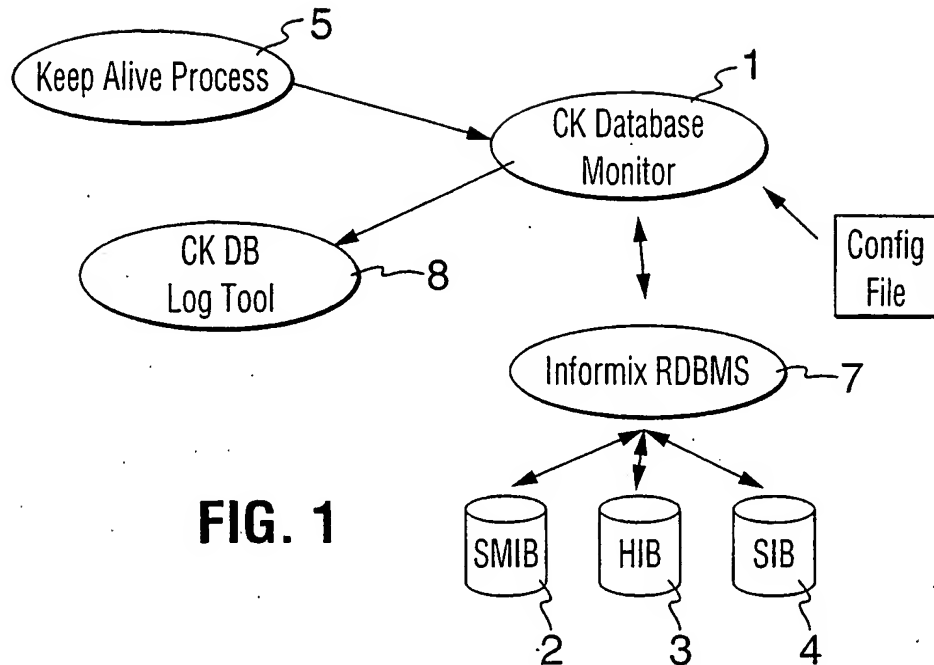 5
Keep Alive Process
1
CK Database
Monitor
CK DB
Log Tool
8
Config
File
Informix RDBMS
7
FIG. 1
SMIB
HIB
SIB
2
3
4